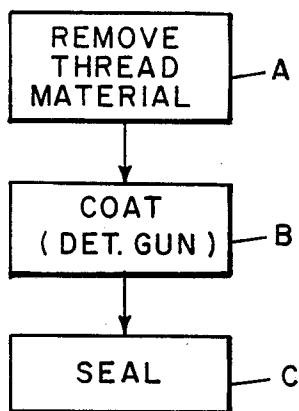 REMOVE
THREAD
MATERIAL
A
COAT
(DET. GUN)
B
SEAL
C